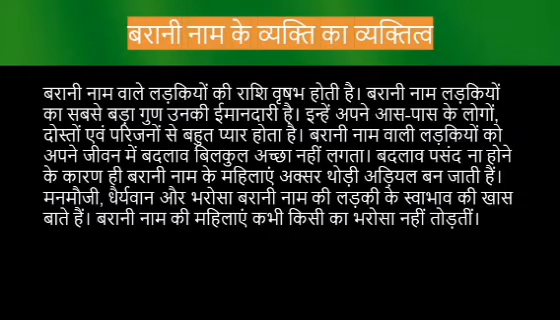 बरानी नाम के व्यक्ति का व्यक्तित्व
बरानी नाम वाले लड़कियों की राशि वृषभ होती है। बरानी नाम लड़कियों
का सबसे बड़ा गुण उनकी ईमानदारी है। इन्हें अपने आस-पास के लोगों,
दोस्तों एवं परिजनों से बहुत प्यार होता है। बरानी नाम वाली लड़कियों को
अपने जीवन में बदलाव बिलकुल अच्छा नहीं लगता। बदलाव पसंद ना होने
के कारण ही बरानी नाम के महिलाएं अक्सर थोड़ी अड़ियल बन जाती हैं।
मनमौजी, धैर्यवान और भरोसा बरानी नाम की लड़की के स्वाभाव की खास
बाते हैं। बरानी नाम की महिलाएं कभी किसी का भरोसा नहीं तोड़तीं।